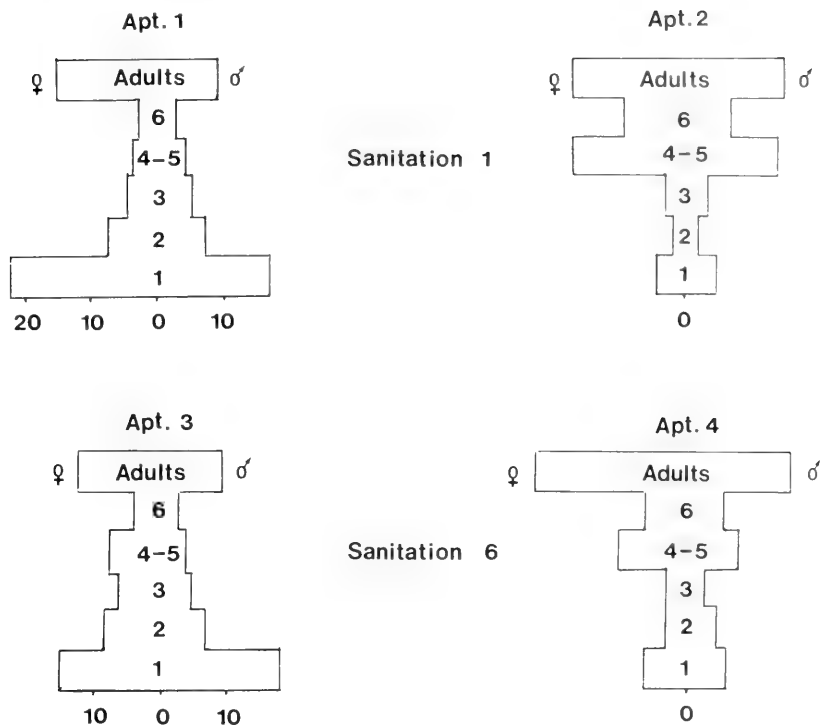 Apt. 1
♀ Adults ♂
6
4-5
3
2
1
20 10 0 10
Apt. 2
♀ Adults ♂
6
4-5
3
2
1
0
Sanitation 1
Apt. 3
♀ Adults ♂
6
4-5
3
2
1
10 0 10
Apt. 4
♀ Adults ♂
6
4-5
3
2
1
0
Sanitation 6